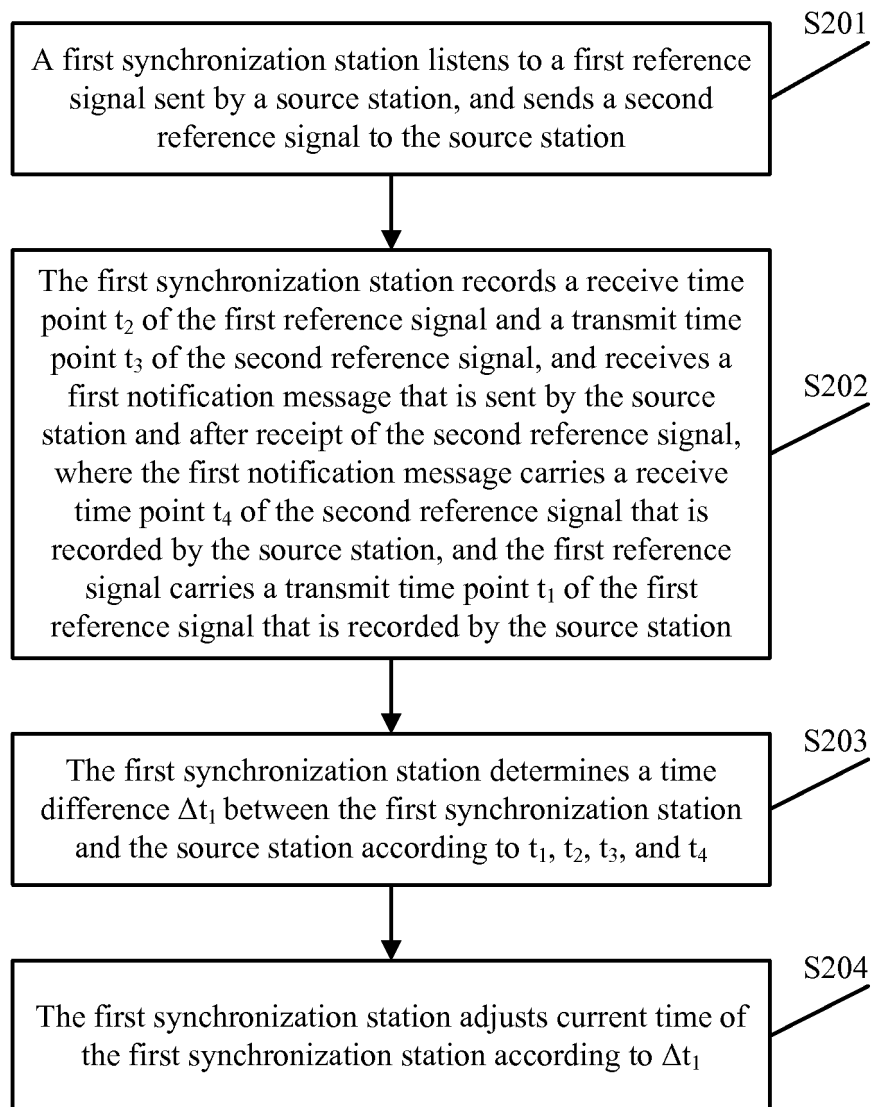 S201
A first synchronization station listens to a first reference
signal sent by a source station, and sends a second
reference signal to the source station
The first synchronization station records a receive time
point t₂ of the first reference signal and a transmit time
point t₃ of the second reference signal, and receives a
first notification message that is sent by the source
station and after receipt of the second reference signal,
where the first notification message carries a receive
time point t₄ of the second reference signal that is
recorded by the source station, and the first reference
signal carries a transmit time point t₁ of the first
reference signal that is recorded by the source station
S202
S203
The first synchronization station determines a time
difference Δt₁ between the first synchronization station
and the source station according to t₁, t₂, t₃, and t₄
S204
The first synchronization station adjusts current time of
the first synchronization station according to Δt₁